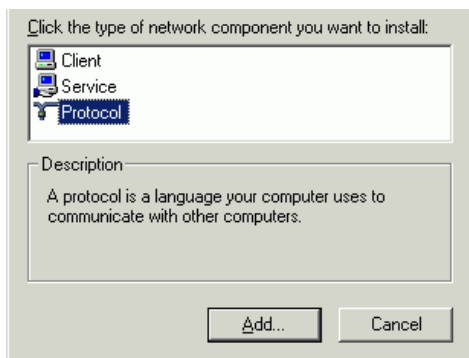 Click the type of network component you want to install:
Client
Service
Protocol
Description
A protocol is a language your computer uses to
communicate with other computers.
Add...
Cancel